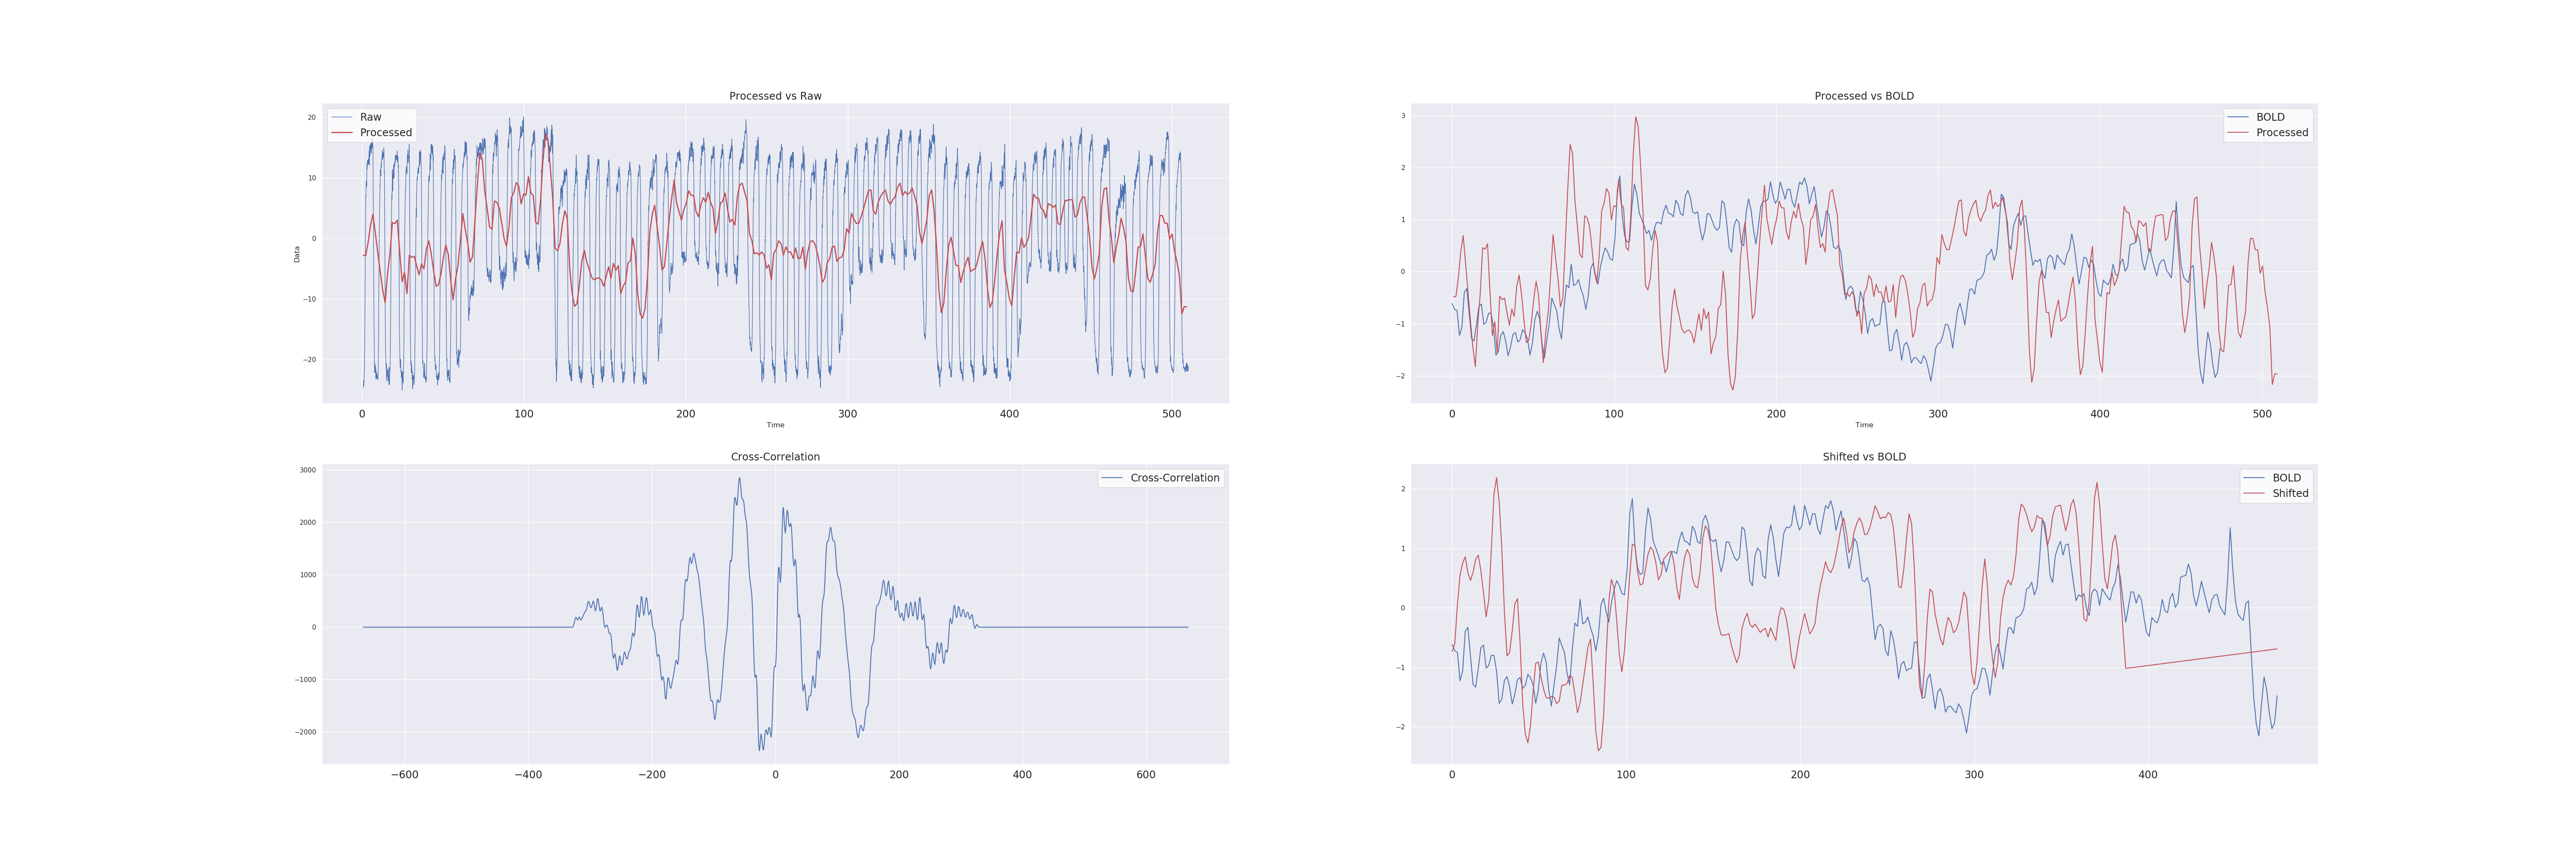 Processed vs Raw
Raw
Processed
20
10
0
−10
−20
Data
0 100 200 300 400 500
Time
Processed vs BOLD
BOLD
Processed
3
2
1
0
−1
−2
0 100 200 300 400 500
Time
Cross-Correlation
Cross-Correlation
3000
2000
1000
0
−1000
−2000
−600 −400 −200 0 200 400 600
Shifted vs BOLD
BOLD
Shifted
2
1
0
−1
−2
0 100 200 300 400